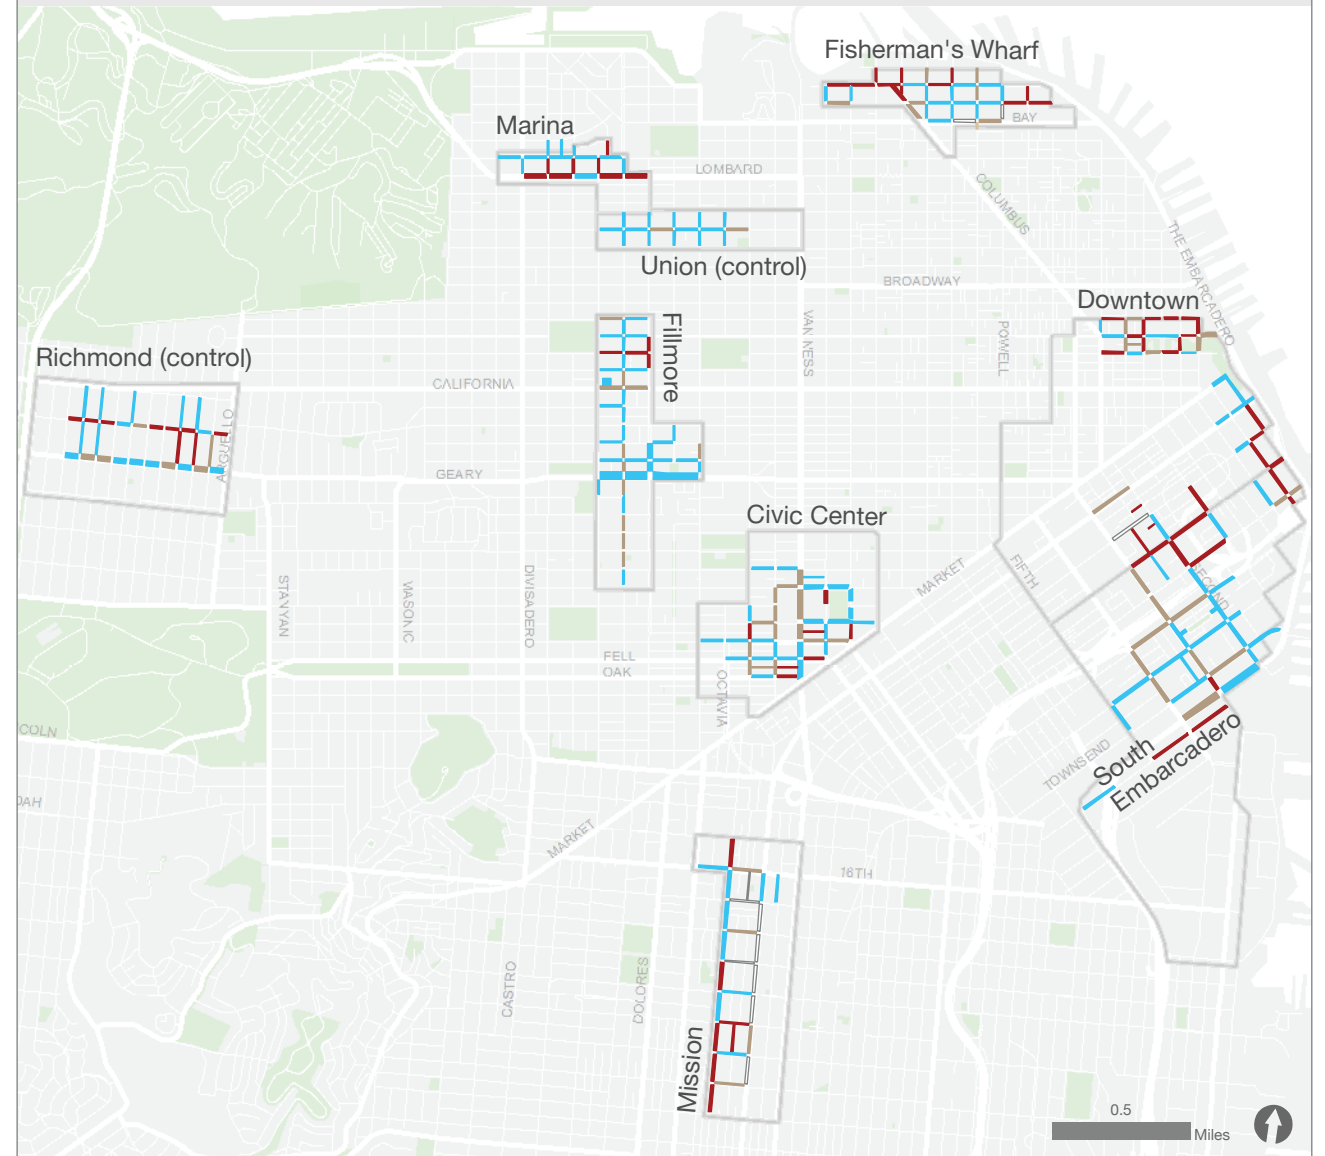 Fisherman's Wharf
BAY
Marina
LOMBARD
COLUMBUS
THE EMBARCADERO
Union (control)
BROADWAY
Downtown
Fillmore
VAN NESS
POWELL
Richmond (control)
CALIFORNIA
ARGUELLO
GEARY
Civic Center
MARKET
FIFTH
SECOND
STANYAN
MASONIC
DIVISADERO
FELL
OAK
OCTAVIA
COLN
TOWNSEND
South
Embarcadero
OAH
MARKET
16TH
CASTRO
DOLORES
Mission
0.5
Miles